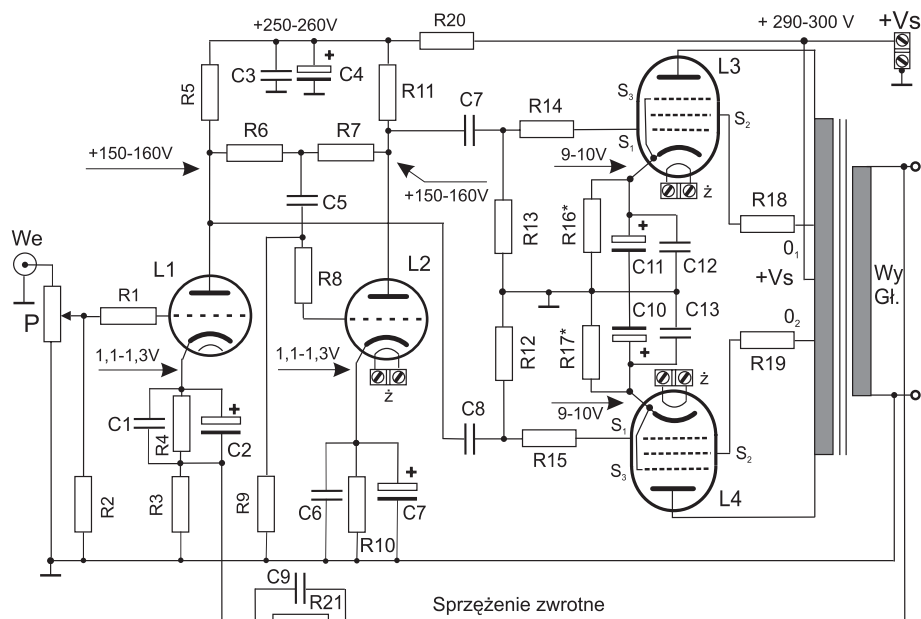 +250-260V
R20
+ 290-300 V
+Vs
L3
R5
C3
+
C4
R11
C7
R14
S3
S2
S1
R6
R7
+150-160V
9-10V
ż
+150-160V
C5
R13
R16*
+
C11
C12
R18
01
+Vs
We
L1
R8
L2
P
R1
Wy
Gł.
C10
C13
02
R12
R17*
+
R19
1,1-1,3V
1,1-1,3V
ż
ż
9-10V
C8
S1
R15
S2
S3
L4
C1
R4
+
C2
R2
R3
R9
C6
R10
+
C7
C9
R21
Sprzężenie zwrotne